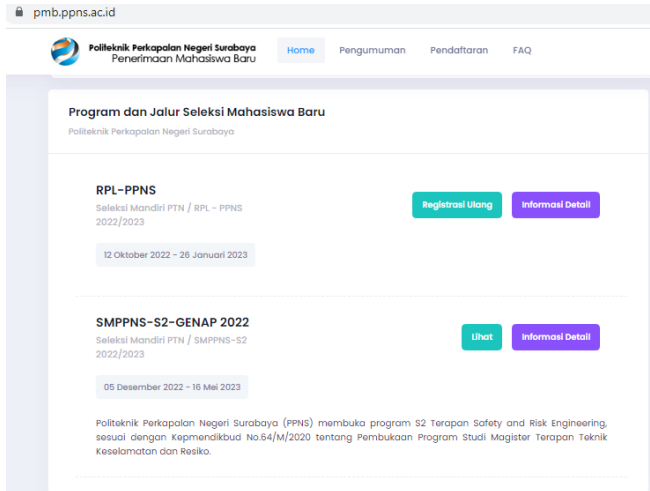 pmb.ppns.ac.id
Politeknik Perkapalan Negeri Surabaya
Penerimaan Mahasiswa Baru
Home
Pengumuman
Pendaftaran
FAQ
Program dan Jalur Seleksi Mahasiswa Baru
Politeknik Perkapalan Negeri Surabaya
RPL-PPNS
Seleksi Mandiri PTN / RPL - PPNS
2022/2023
Registrasi Ulang
Informasi Detail
12 Oktober 2022 - 26 Januari 2023
SMPPNS-S2-GENAP 2022
Seleksi Mandiri PTN / SMPPNS-S2
2022/2023
Lihat
Informasi Detail
05 Desember 2022 - 16 Mei 2023
Politeknik Perkapalan Negeri Surabaya (PPNS) membuka program S2 Terapan Safety and Risk Engineering,
sesuai dengan Kepmendikbud No.64/M/2020 tentang Pembukaan Program Studi Magister Terapan Teknik
Keselamatan dan Resiko.